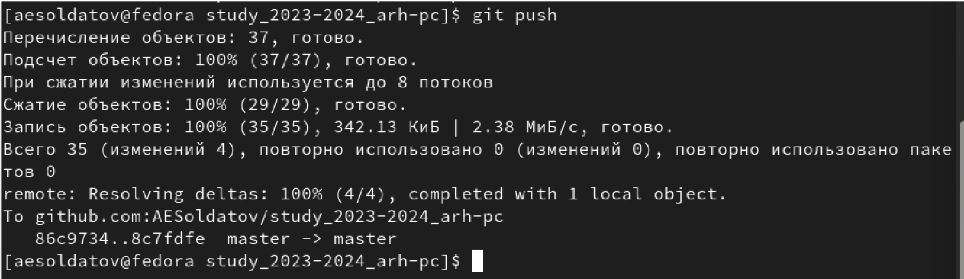 [aesoldatov@fedora study_2023-2024_arh-pc]$ git push
Перечисление объектов: 37, готово.
Подсчет объектов: 100% (37/37), готово.
При сжатии изменений используется до 8 потоков
Сжатие объектов: 100% (29/29), готово.
Запись объектов: 100% (35/35), 342.13 КиБ | 2.38 МиБ/с, готово.
Всего 35 (изменений 4), повторно использовано 0 (изменений 0), повторно использовано паке
тов 0
remote: Resolving deltas: 100% (4/4), completed with 1 local object.
To github.com:AESoldatov/study_2023-2024_arh-pc
   86c9734..8c7fdfe  master -> master
[aesoldatov@fedora study_2023-2024_arh-pc]$